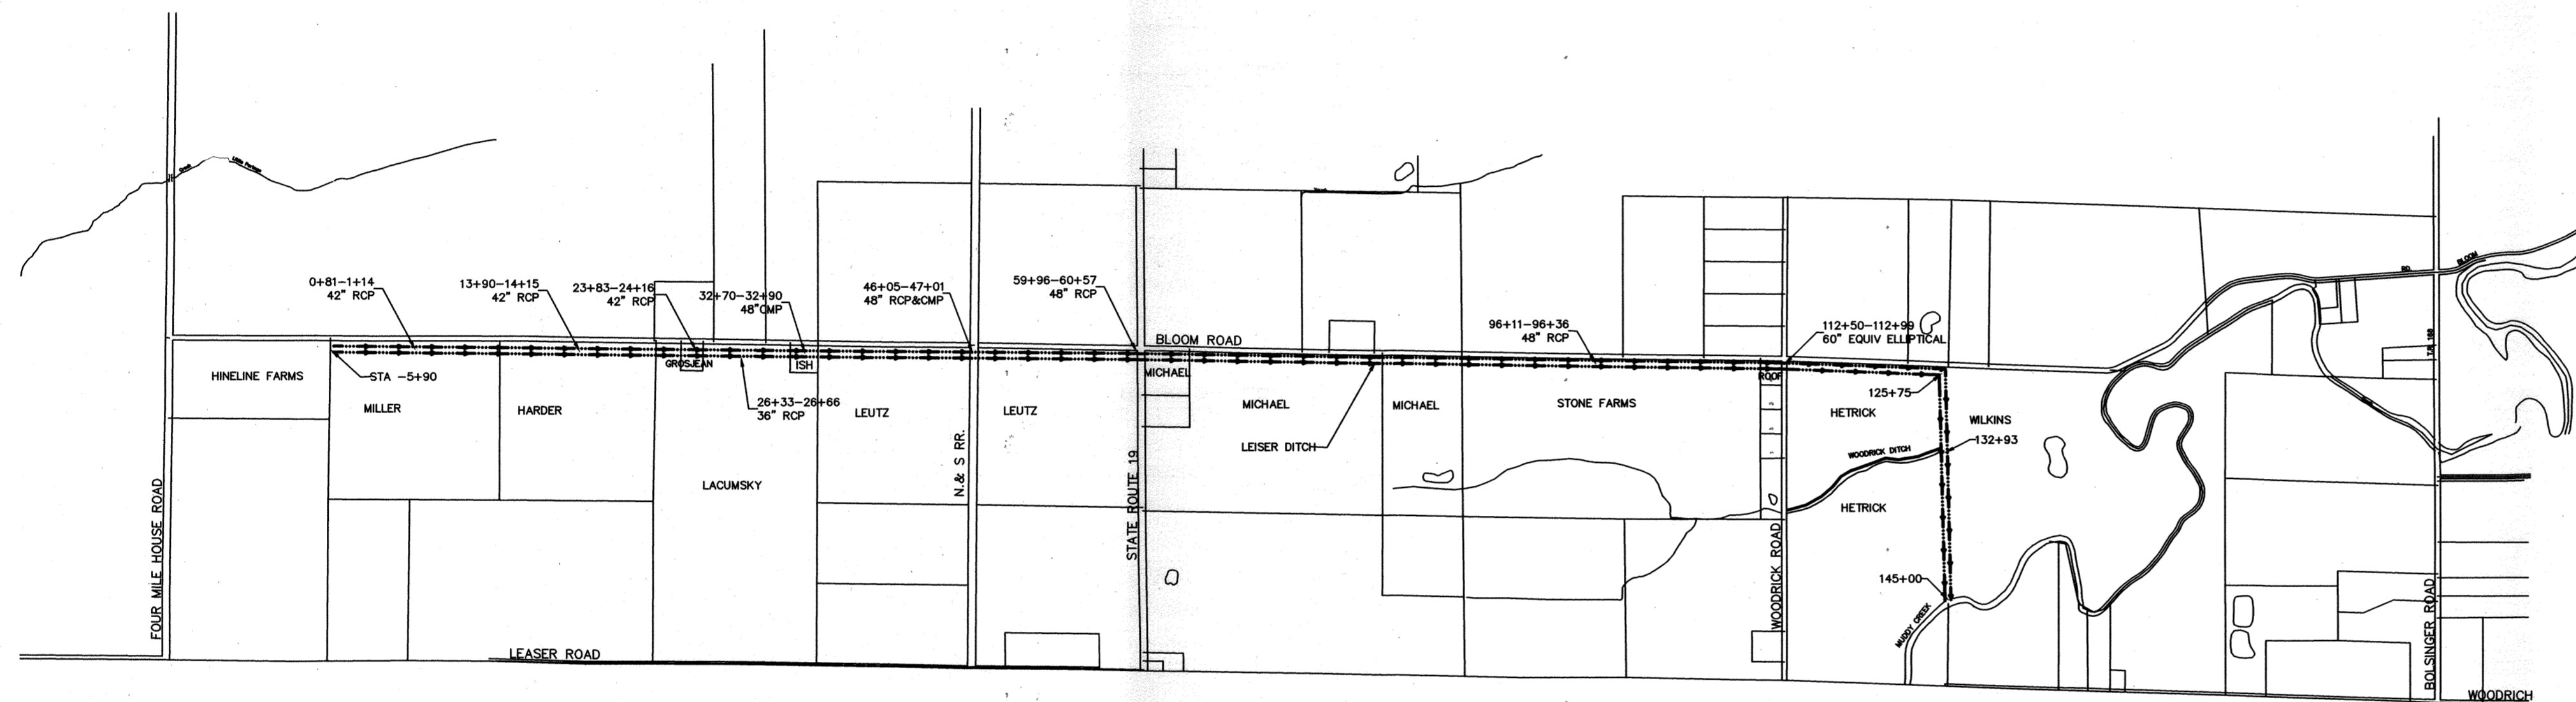 Creek
Little Portage
0+81-1+14
42" RCP
13+90-14+15
42" RCP
23+83-24+16
42" RCP
32+70-32+90
48"CMP
46+05-47+01
48" RCP&CMP
59+96-60+57
48" RCP
BLOOM ROAD
96+11-96+36
48" RCP
112+50-112+99
60" EQUIV ELLIPTICAL
RD.
BLOOM
HINELINE FARMS
STA -5+90
MILLER
HARDER
GROSJEAN
ISH
26+33-26+66
36" RCP
LEUTZ
LEUTZ
MICHAEL
MICHAEL
MICHAEL
STONE FARMS
ROOF
125+75
HETRICK
WILKINS
132+93
LEISER DITCH
WOODRICK DITCH
LACUMSKY
N.& S RR.
STATE ROUTE 19
HETRICK
FOUR MILE HOUSE ROAD
WOODRICK ROAD
145+00
MUDDY CREEK
BOLSINGER ROAD
LEASER ROAD
WOODRICH